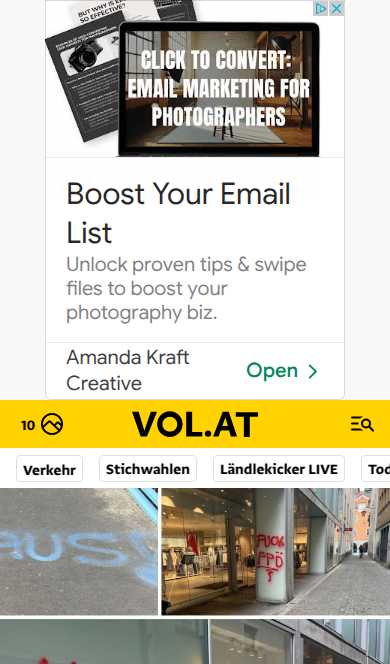 BUT WHY IS
SO EFFECTIVE?
CLICK TO CONVERT:
EMAIL MARKETING FOR
PHOTOGRAPHERS
Boost Your Email
List
Unlock proven tips & swipe
files to boost your
photography biz.
Amanda Kraft
Creative
Open
10
VOL.AT
Verkehr
Stichwahlen
Ländlekicker LIVE
Tod
AUS
FUCK
FPÖ